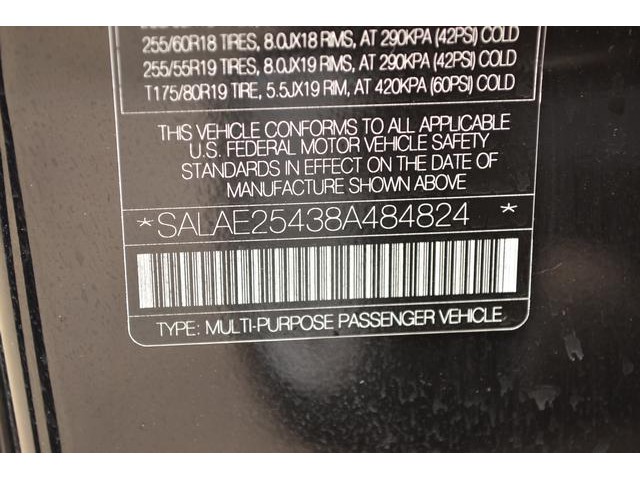 255/60R18 TIRES, 8.0JX18 RIMS, AT 290KPA (42PSI) COLD
255/55R19 TIRES, 8.0JX19 RIMS, AT 290KPA (42PSI) COLD
T175/80R19 TIRE, 5.5JX19 RIM, AT 420KPA (60PSI) COLD
THIS VEHICLE CONFORMS TO ALL APPLICABLE
U.S. FEDERAL MOTOR VEHICLE SAFETY
STANDARDS IN EFFECT ON THE DATE OF
MANUFACTURE SHOWN ABOVE
*SALAE25438A484824 *
TYPE: MULTI-PURPOSE PASSENGER VEHICLE